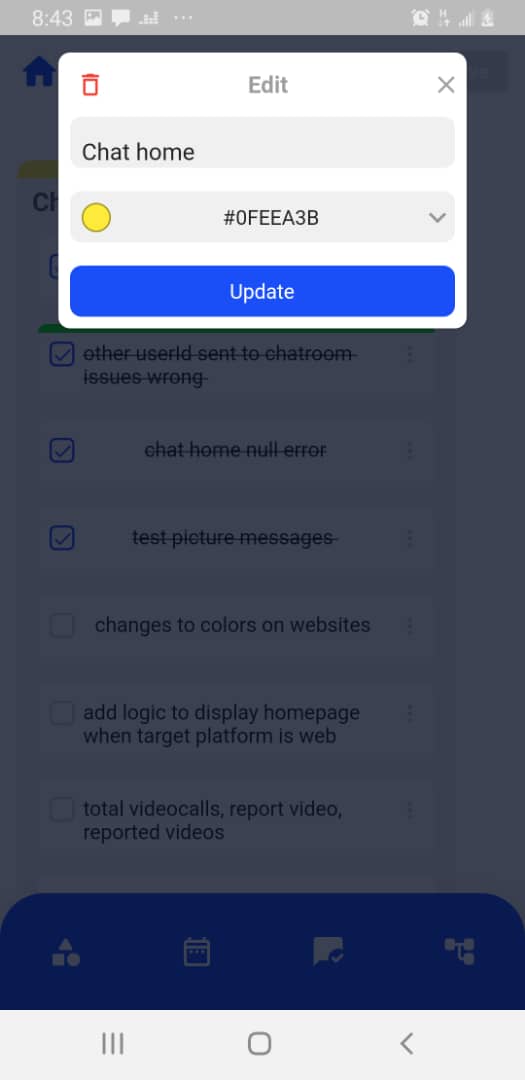 8:43
Edit
Chat home
#0FEEA3B
Update
other userId sent to chatroom
issues wrong
chat home null error
test picture messages
changes to colors on websites
add logic to display homepage
when target platform is web
total videocalls, report video,
reported videos